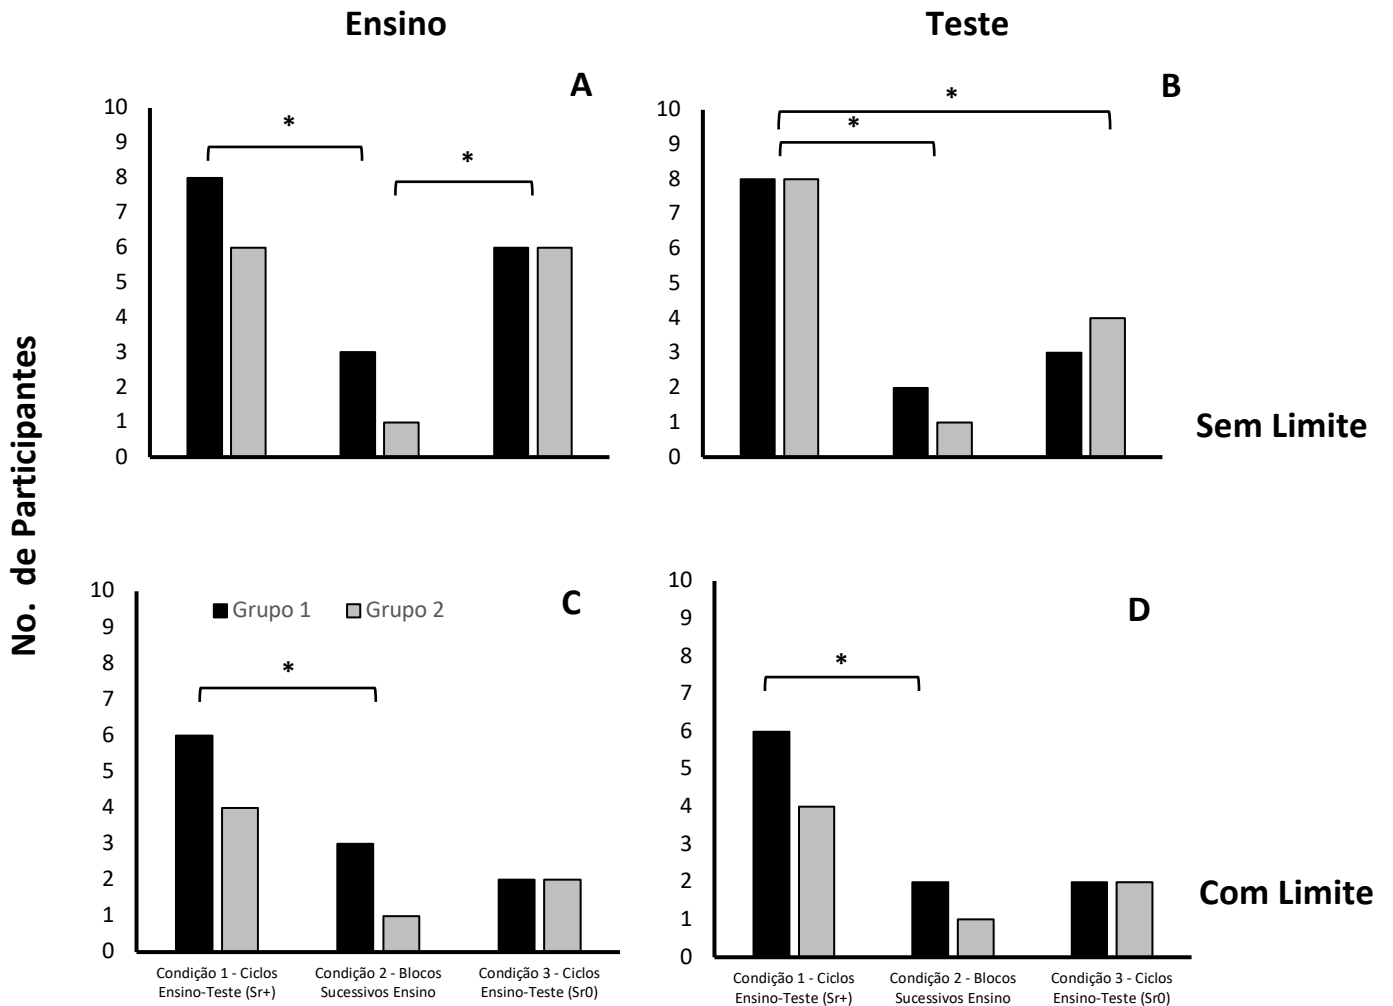 Ensino
Teste
No. de Participantes
A
10
9
8
7
6
5
4
3
2
1
0
*
*
B
10
9
8
7
6
5
4
3
2
1
0
*
*
Sem Limite
C
10
9
8
7
6
5
4
3
2
1
0
Grupo 1
Grupo 2
*
Condição 1 - Ciclos
Ensino-Teste (Sr+)
Condição 2 - Blocos
Sucessivos Ensino
Condição 3 - Ciclos
Ensino-Teste (Sr0)
D
10
9
8
7
6
5
4
3
2
1
0
*
Condição 1 - Ciclos
Ensino-Teste (Sr+)
Condição 2 - Blocos
Sucessivos Ensino
Condição 3 - Ciclos
Ensino-Teste (Sr0)
Com Limite